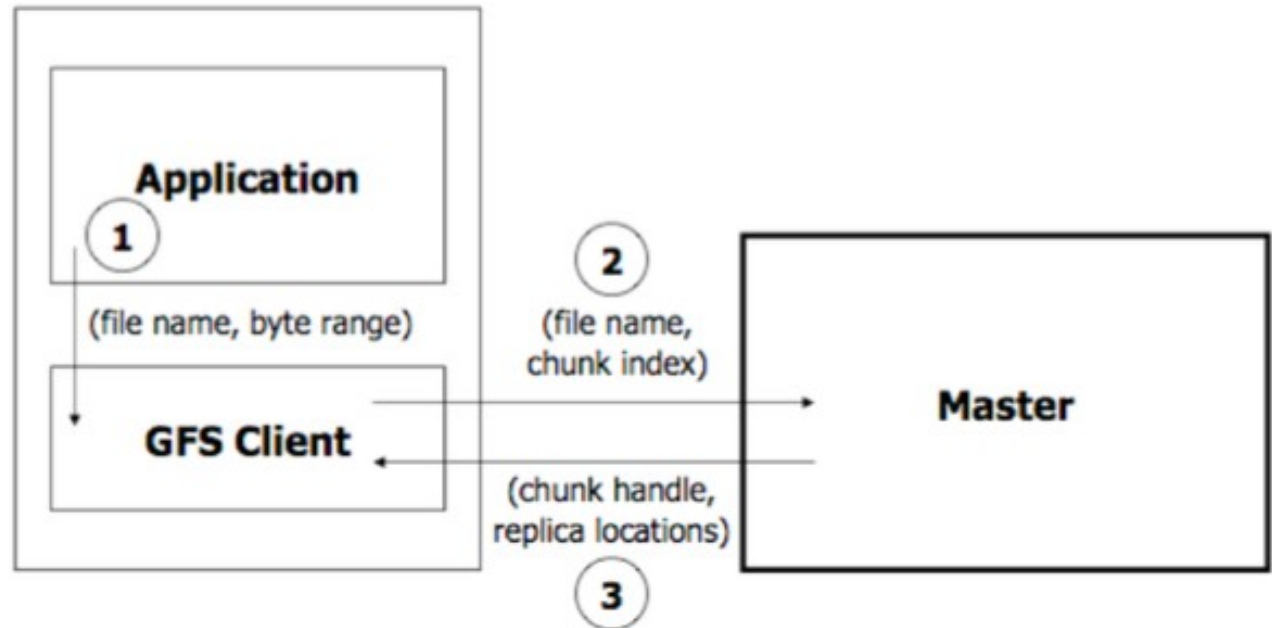 Application
1
(file name, byte range)
GFS Client
2
(file name,
chunk index)
Master
(chunk handle,
replica locations)
3